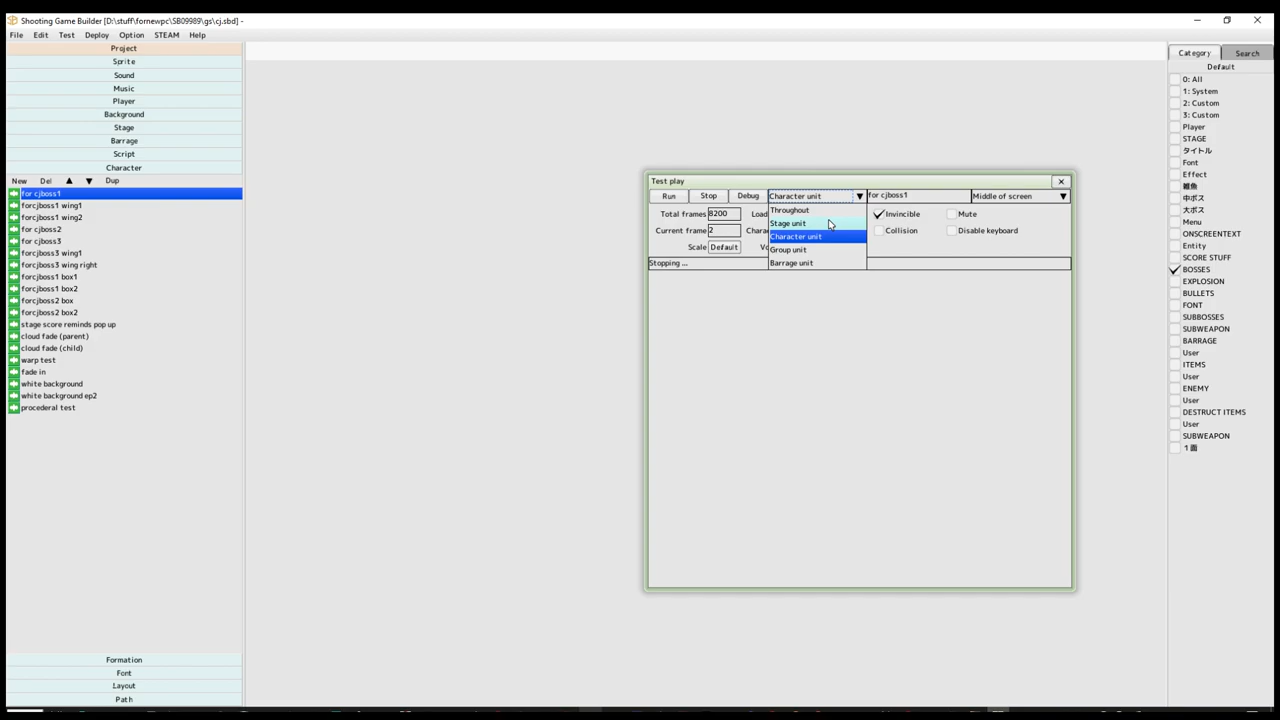 Shooting Game Builder [D:\stuff\fornewpc\SB09989\gs\cj.sbd] -
File Edit Test Deploy Option STEAM Help
Project
Sprite
Sound
Music
Player
Background
Stage
Barrage
Script
Character
New Del ▲ ▼ Dup
for cjboss1
forcjboss1 wing1
forcjboss1 wing2
for cjboss2
for cjboss3
forcjboss3 wing1
forcjboss3 wing right
forcjboss1 box1
forcjboss1 box2
forcjboss2 box
forcjboss2 box2
stage score reminds pop up
cloud fade (parent)
cloud fade (child)
warp test
fade in
white background
white background ep2
procederal test
Formation
Font
Layout
Path
Test play
Run Stop Debug Character unit for cjboss1 Middle of screen
Total frames 8200 Load Invincible Mute
Current frame 2 Chara Collision Disable keyboard
Scale Default Vo
Throughout
Stage unit
Character unit
Group unit
Barrage unit
Stopping ...
Category Search
Default
0: All
1: System
2: Custom
3: Custom
Player
STAGE
タイトル
Font
Effect
雑魚
中ボス
大ボス
Menu
ONSCREENTEXT
Entity
SCORE STUFF
BOSSES
EXPLOSION
BULLETS
FONT
SUBBOSSES
SUBWEAPON
BARRAGE
User
ITEMS
User
ENEMY
User
DESTRUCT ITEMS
User
SUBWEAPON
1面